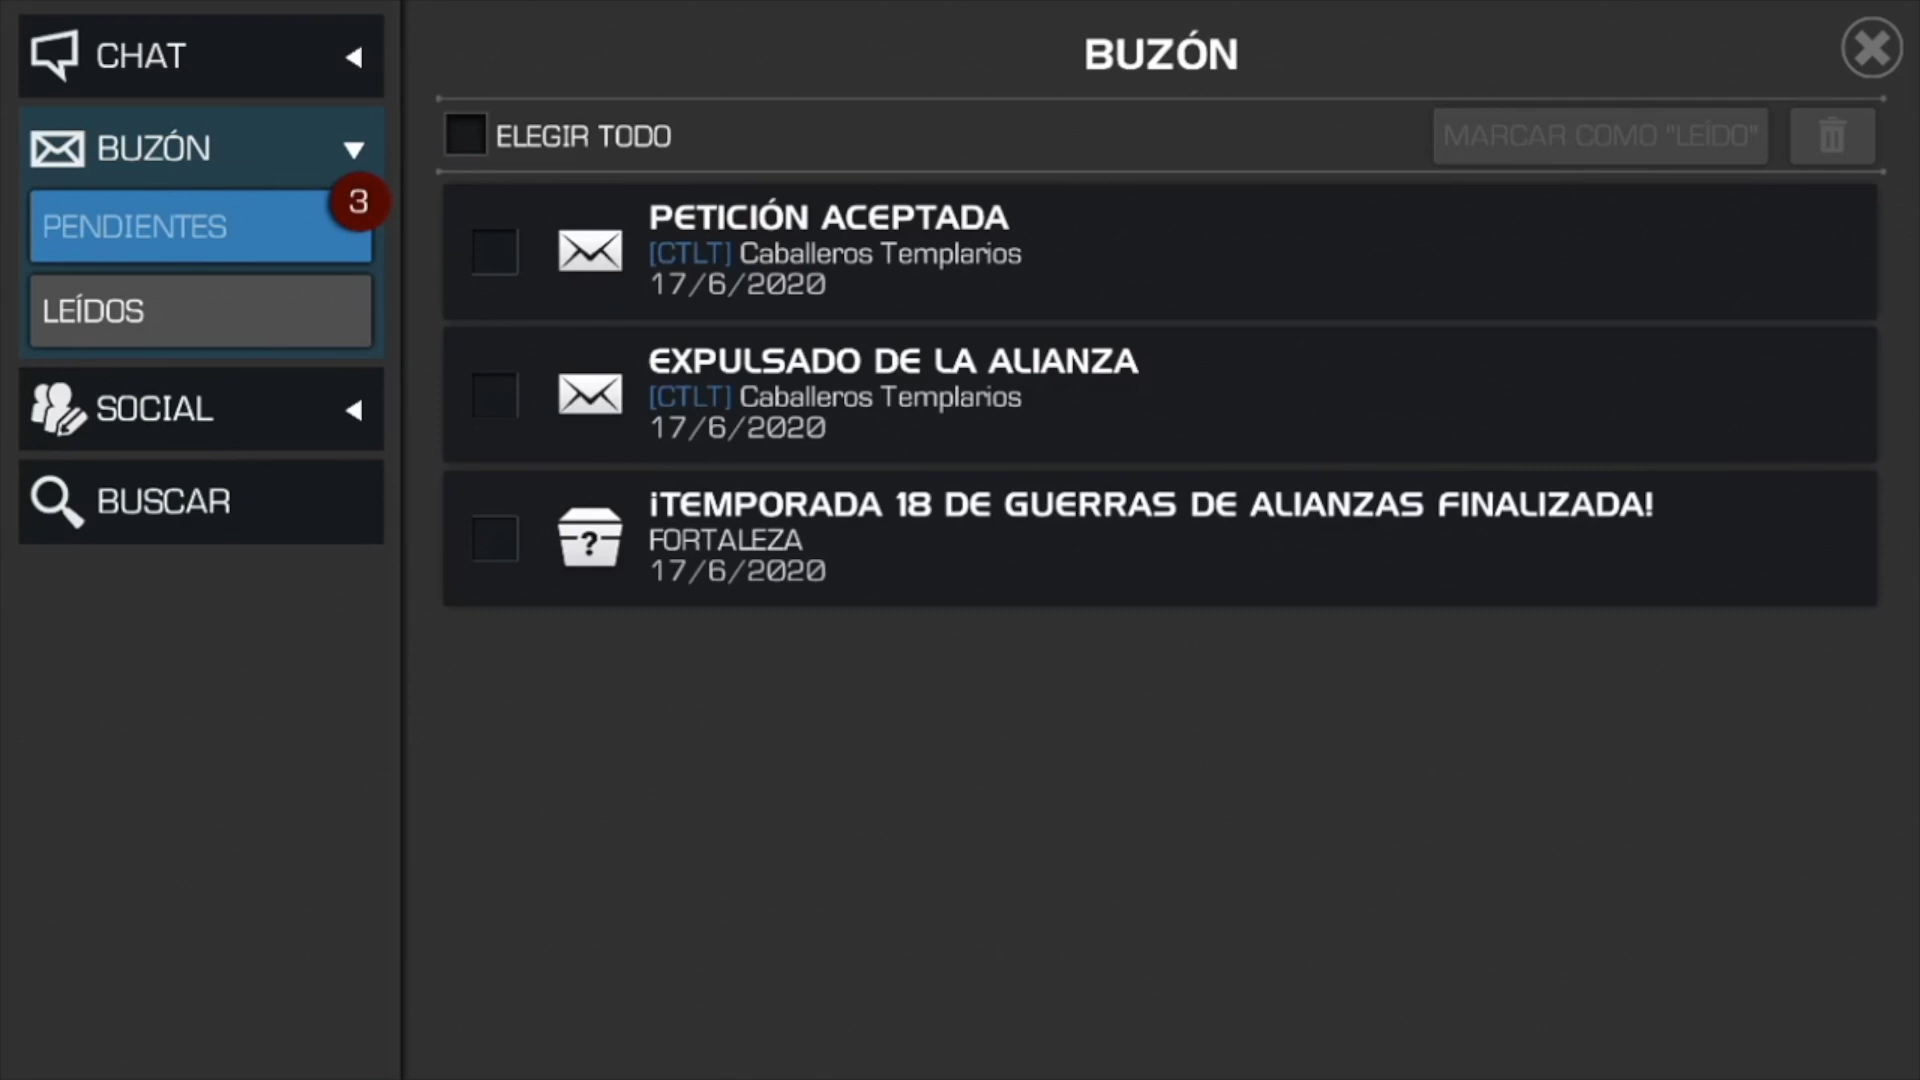 CHAT
BUZÓN
PENDIENTES
3
LEÍDOS
SOCIAL
BUSCAR
BUZÓN
ELEGIR TODO
MARCAR COMO "LEÍDO"
PETICIÓN ACEPTADA
[CTLT] Caballeros Templarios
17/6/2020
EXPULSADO DE LA ALIANZA
[CTLT] Caballeros Templarios
17/6/2020
¡TEMPORADA 18 DE GUERRAS DE ALIANZAS FINALIZADA!
FORTALEZA
17/6/2020